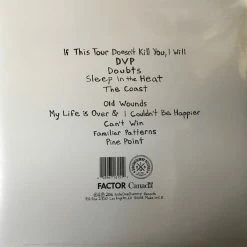 If This Tour Doesn't Kill You, I Will
DVP
Doubts
Sleep In the Heat
The Coast
Old Wounds
My Life is Over & I Couldn't Be Happier
Can't Win
Familiar Patterns
Pine Point
FACTOR Canada